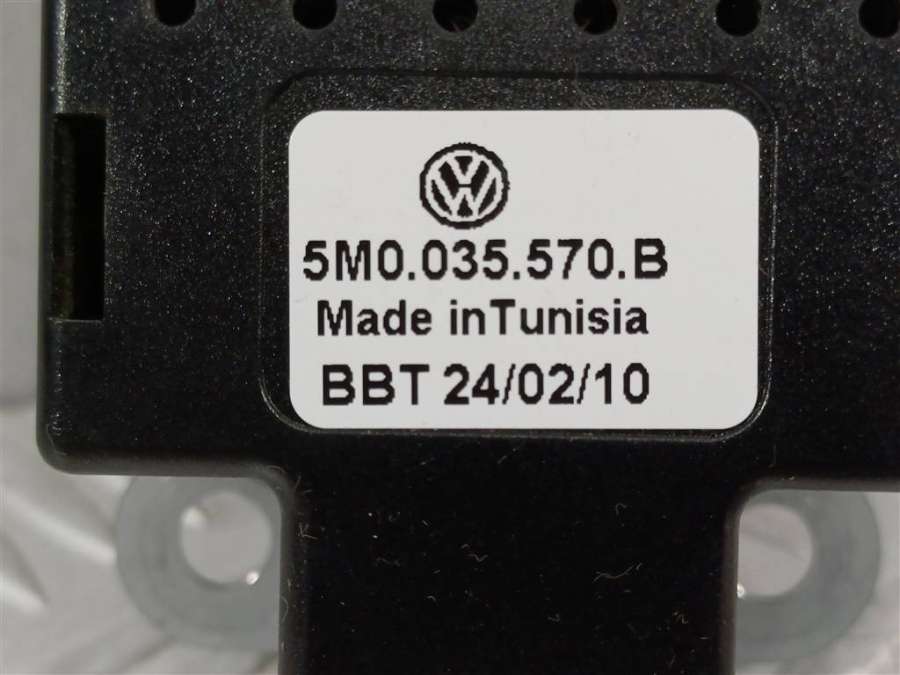 5M0.035.570.B
Made inTunisia
BBT 24/02/10